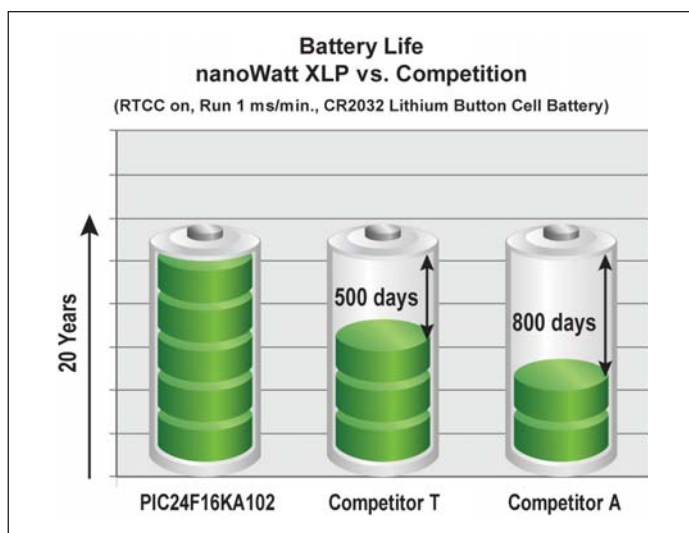 Battery Life
nanoWatt XLP vs. Competition
(RTCC on, Run 1 ms/min., CR2032 Lithium Button Cell Battery)
20 Years
500 days
800 days
PIC24F16KA102
Competitor T
Competitor A